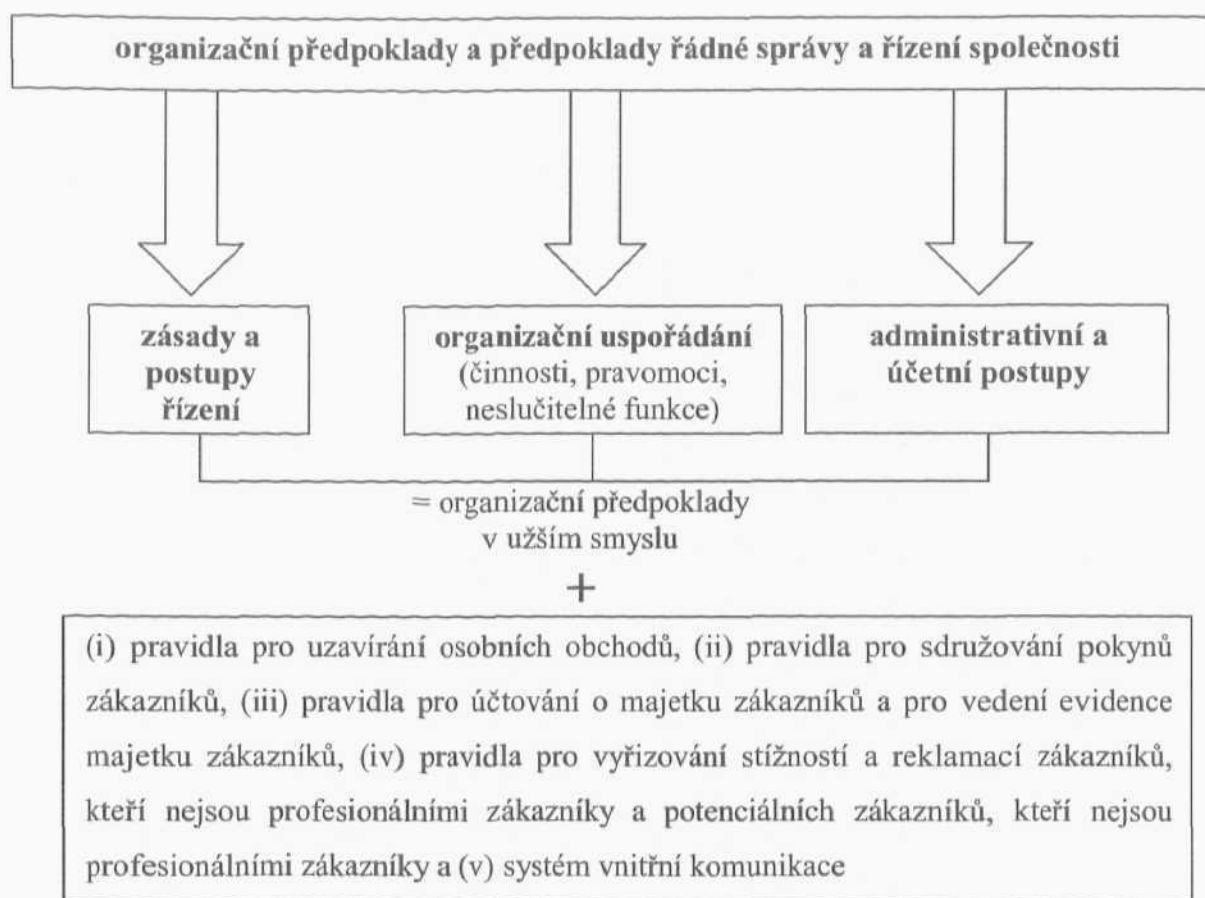 organizační předpoklady a předpoklady řádné správy a řízení společnosti
zásady a
postupy
řízení
organizační uspořádání
(činnosti, pravomoci,
neslučitelné funkce)
administrativní a
účetní postupy
= organizační předpoklady
v užším smyslu
+
(i) pravidla pro uzavírání osobních obchodů, (ii) pravidla pro sdružování pokynů
zákazníků, (iii) pravidla pro účtování o majetku zákazníků a pro vedení evidence
majetku zákazníků, (iv) pravidla pro vyřizování stížností a reklamací zákazníků,
kteří nejsou profesionálními zákazníky a potenciálních zákazníků, kteří nejsou
profesionálními zákazníky a (v) systém vnitřní komunikace